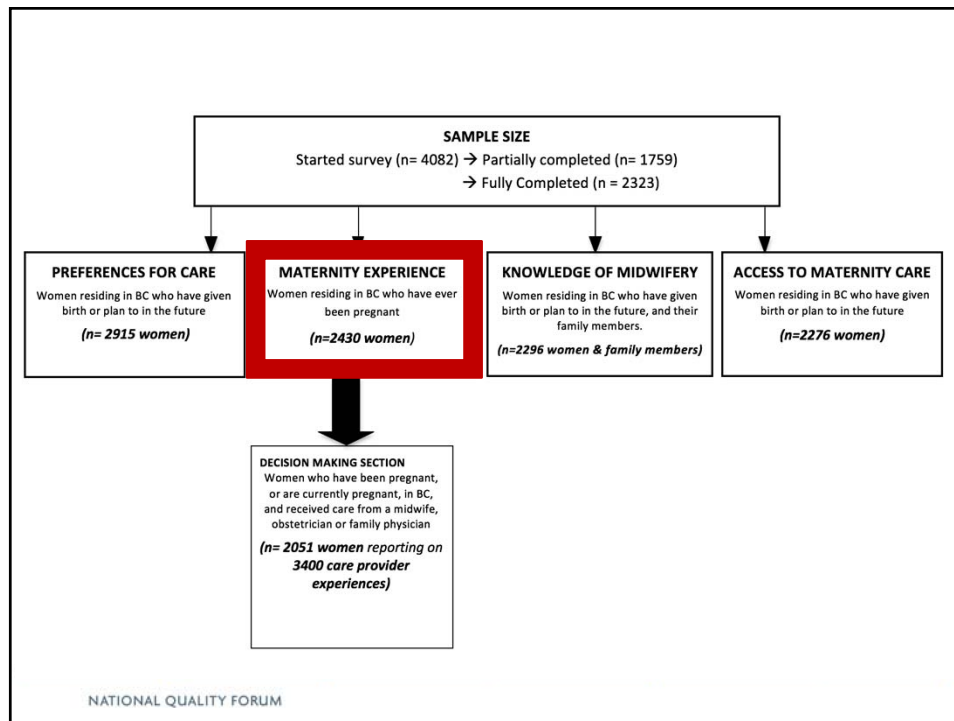 SAMPLE SIZE
Started survey (n= 4082) → Partially completed (n= 1759)
→ Fully Completed (n = 2323)
PREFERENCES FOR CARE
Women residing in BC who have given
birth or plan to in the future
(n= 2915 women)
MATERNITY EXPERIENCE
Women residing in BC who have ever
been pregnant
(n=2430 women)
KNOWLEDGE OF MIDWIFERY
Women residing in BC who have given
birth or plan to in the future, and their
family members.
(n=2296 women & family members)
ACCESS TO MATERNITY CARE
Women residing in BC who have given
birth or plan to in the future
(n=2276 women)
DECISION MAKING SECTION
Women who have been pregnant,
or are currently pregnant, in BC,
and received care from a midwife,
obstetrician or family physician
(n= 2051 women reporting on
3400 care provider
experiences)
NATIONAL QUALITY FORUM